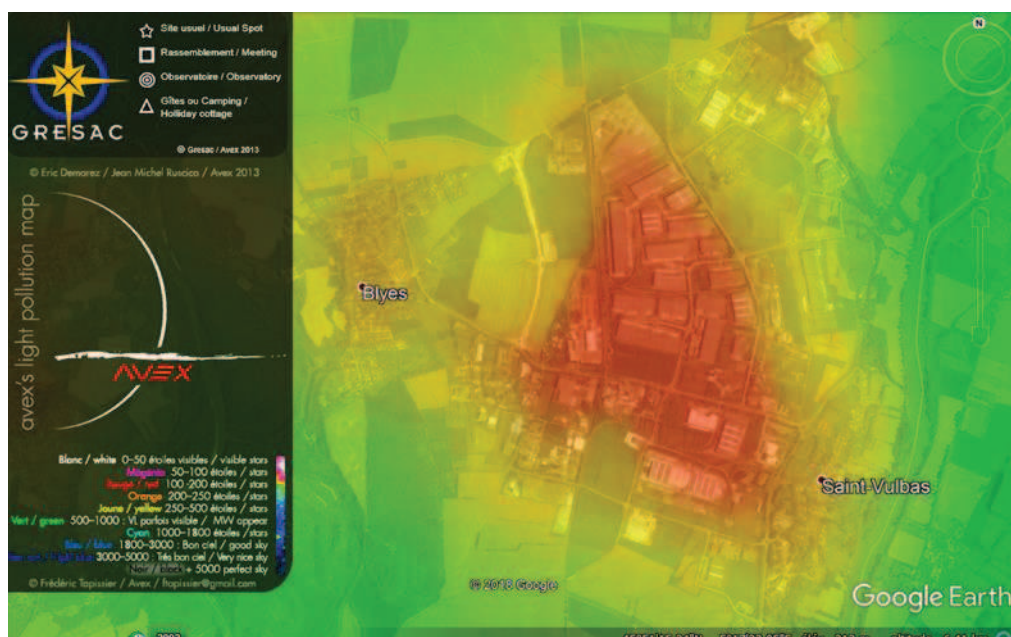 Site usuel / Usual Spot
Rassemblement / Meeting
Observatoire / Observatory
Gîtes ou Camping /
Holliday cottage
GRESAC
© Gresac / Avex 2013
© Eric Demarez / Jean Michel Ruscica / Avex 2013
avex's light pollution map
AVEX
Blanc / white 0-50 étoiles visibles / visible stars
Magenta 50-100 étoiles / stars
Rouge / red 100-200 étoiles / stars
Orange 200-250 étoiles / stars
Jaune / yellow 250-500 étoiles / stars
Vert / green 500-1000 : VL parfois visible / MW appear
Cyan 1000-1800 étoiles /stars
Bleu / blue 1800-3000 : Bon ciel / good sky
3000-5000 : Très bon ciel / Very nice sky
Noir / + 5000 perfect sky
© Frédéric Tapissier / Avex / ftapissier@gmail.com
N
Blyes
Saint-Vulbas
© 2018 Google
Google Earth